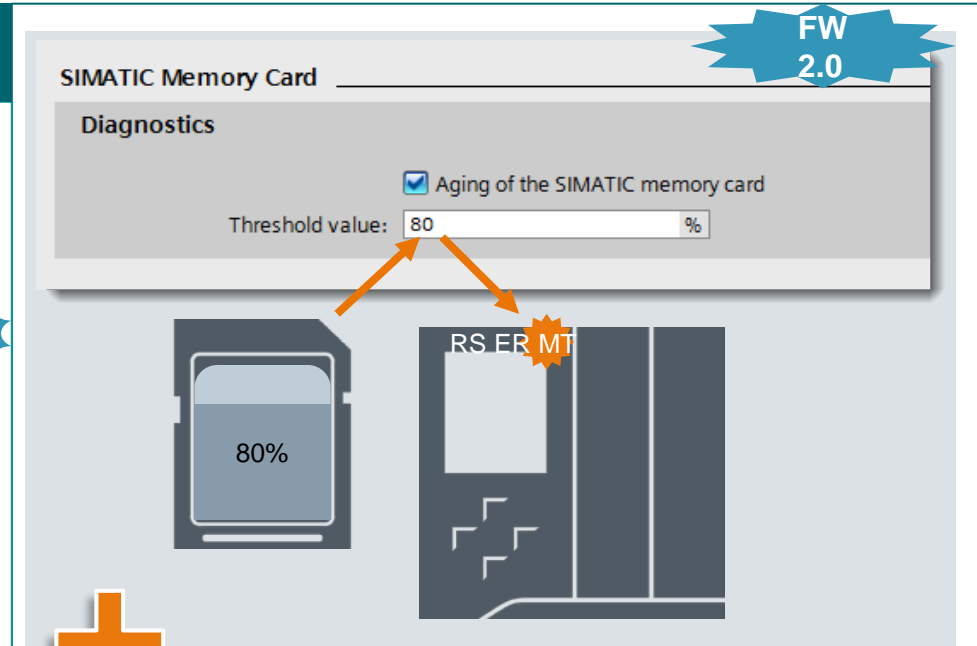 FW
2.0
SIMATIC Memory Card
Diagnostics
Aging of the SIMATIC memory card
Threshold value: 80 %
RS ER MT
80%